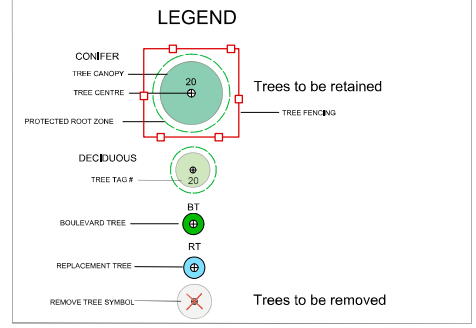 LEGEND
CONIFER
TREE CANOPY
20
TREE CENTRE
Trees to be retained
TREE FENCING
PROTECTED ROOT ZONE
DECIDUOUS
TREE TAG #
20
BT
BOULEVARD TREE
RT
REPLACEMENT TREE
REMOVE TREE SYMBOL
Trees to be removed